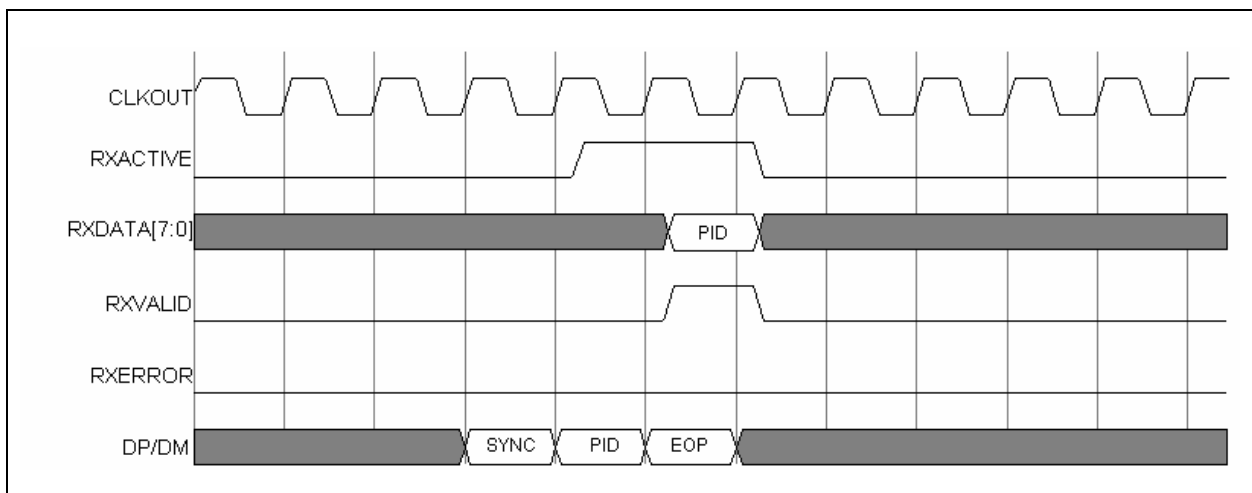 CLKOUT
RXACTIVE
RXDATA[7:0]
PID
RXVALID
RXERROR
DP/DM
SYNC
PID
EOP